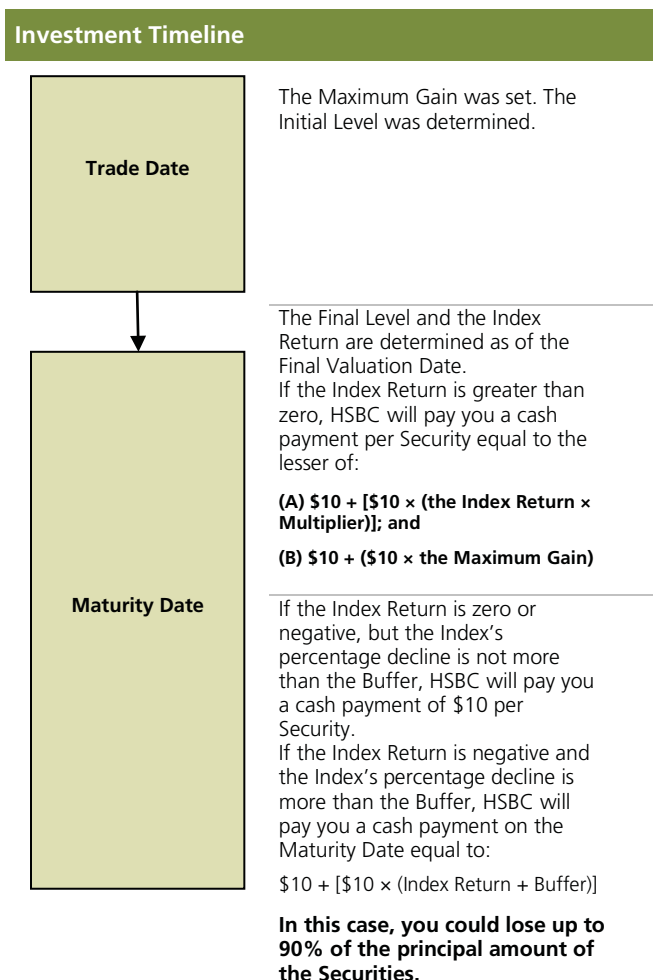 Investment Timeline
Trade Date
The Maximum Gain was set. The
Initial Level was determined.
Maturity Date
The Final Level and the Index
Return are determined as of the
Final Valuation Date.
If the Index Return is greater than
zero, HSBC will pay you a cash
payment per Security equal to the
lesser of:
(A) $10 + [$10 × (the Index Return ×
Multiplier)]; and
(B) $10 + ($10 × the Maximum Gain)
If the Index Return is zero or
negative, but the Index’s
percentage decline is not more
than the Buffer, HSBC will pay you
a cash payment of $10 per
Security.
If the Index Return is negative and
the Index’s percentage decline is
more than the Buffer, HSBC will
pay you a cash payment on the
Maturity Date equal to:
$10 + [$10 × (Index Return + Buffer)]
In this case, you could lose up to
90% of the principal amount of
the Securities.